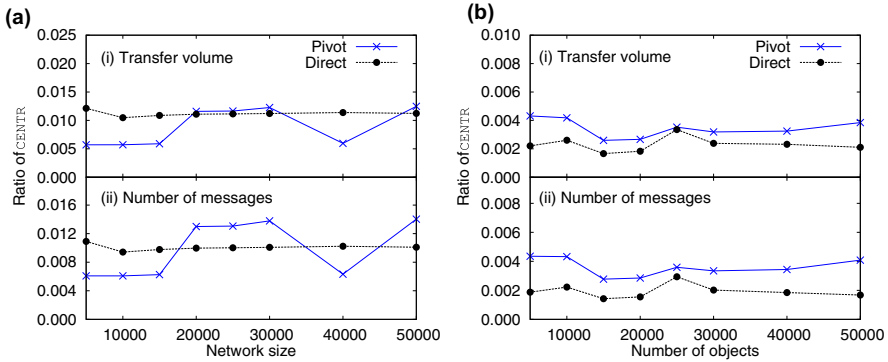 (a)
Ratio of CENTR
0.025
0.020
0.015
0.010
0.005
0.000
(i) Transfer volume
Pivot
Direct
0.016
0.012
0.008
0.004
0.000
(ii) Number of messages
10000 20000 30000 40000 50000
Network size
(b)
Ratio of CENTR
0.010
0.008
0.006
0.004
0.002
0.000
(i) Transfer volume
Pivot
Direct
0.008
0.006
0.004
0.002
0.000
(ii) Number of messages
10000 20000 30000 40000 50000
Number of objects